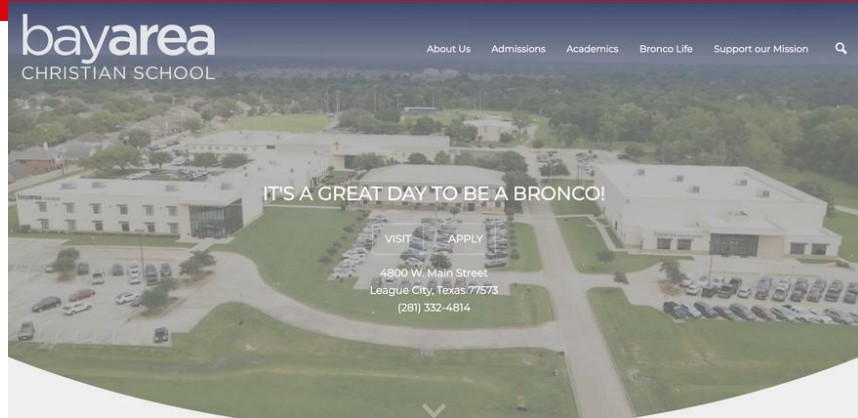 bayarea
CHRISTIAN SCHOOL
About Us Admissions Academics Bronco Life Support our Mission
IT'S A GREAT DAY TO BE A BRONCO!
VISIT APPLY
4800 W. Main Street
League City, Texas 77573
(281) 332-4814